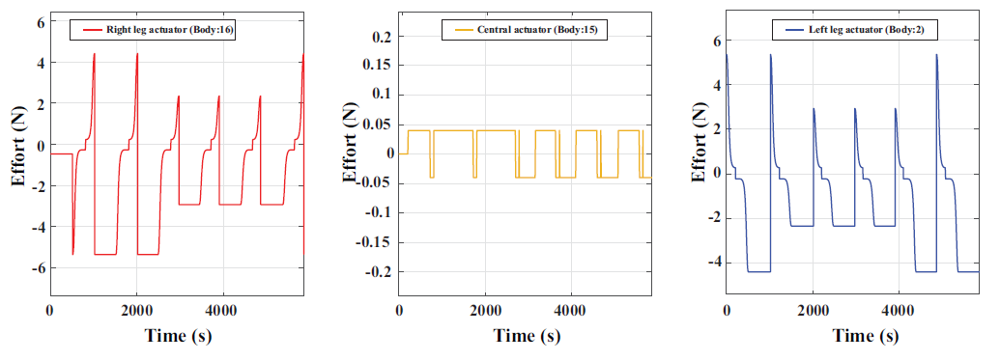 Right leg actuator (Body:16)
Effort (N)
6
4
2
0
-2
-4
-6
0 2000 4000
Time (s)
Central actuator (Body:15)
Effort (N)
0.2
0.15
0.1
0.05
0
-0.05
-0.1
-0.15
-0.2
0 2000 4000
Time (s)
Left leg actuator (Body:2)
Effort (N)
6
4
2
0
-2
-4
0 2000 4000
Time (s)